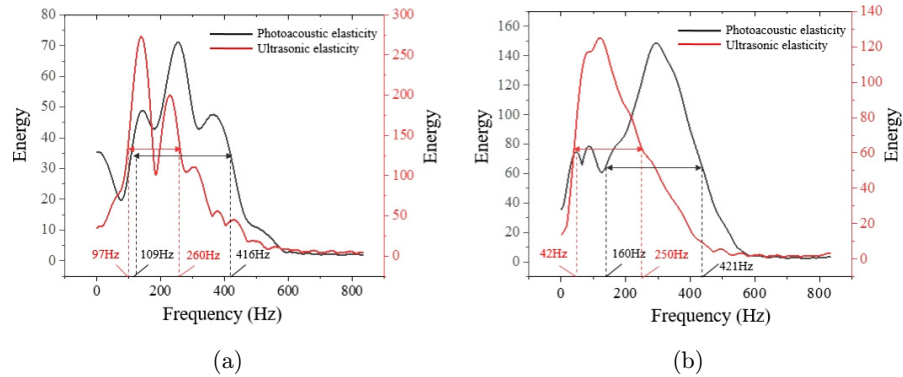 Photoacoustic elasticity
Ultrasonic elasticity
Energy
Energy
80
70
60
50
40
30
20
10
0
300
250
200
150
100
50
0
97Hz
109Hz
260Hz
416Hz
0 200 400 600 800
Frequency (Hz)
(a)
Photoacoustic elasticity
Ultrasonic elasticity
Energy
Energy
160
140
120
100
80
60
40
20
0
140
120
100
80
60
40
20
0
42Hz
160Hz
250Hz
421Hz
0 200 400 600 800
Frequency (Hz)
(b)